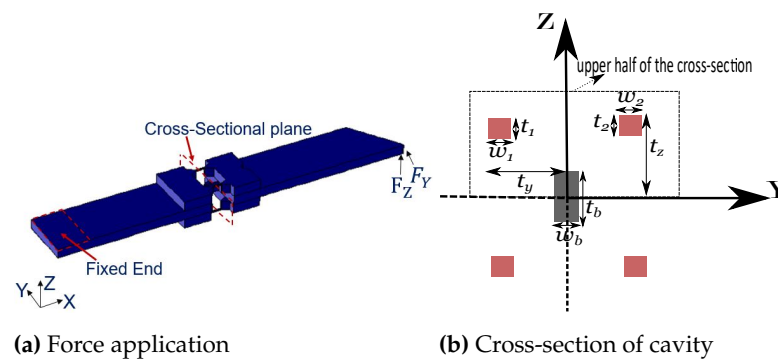 Cross-Sectional plane
F_Y
F_Z
Fixed End
Y
Z
X
(a) Force application
Z
upper half of the cross-section
w_2
t_1
t_2
w_1
t_z
t_y
Y
t_b
w_b
(b) Cross-section of cavity